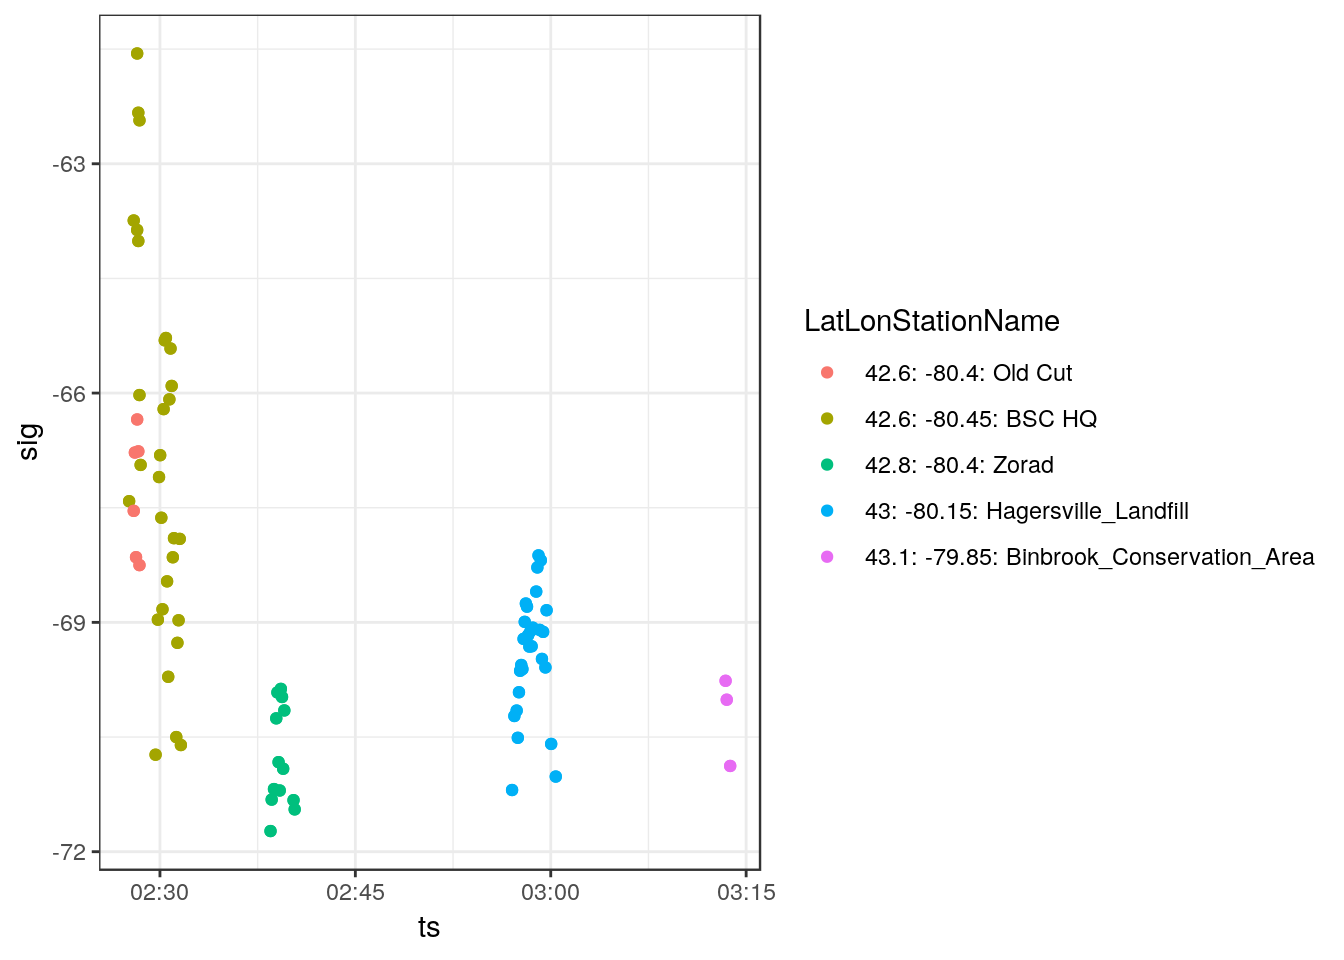 -63
-66
-69
-72
sig
02:30
02:45
03:00
03:15
ts
LatLonStationName
42.6: -80.4: Old Cut
42.6: -80.45: BSC HQ
42.8: -80.4: Zorad
43: -80.15: Hagersville_Landfill
43.1: -79.85: Binbrook_Conservation_Area